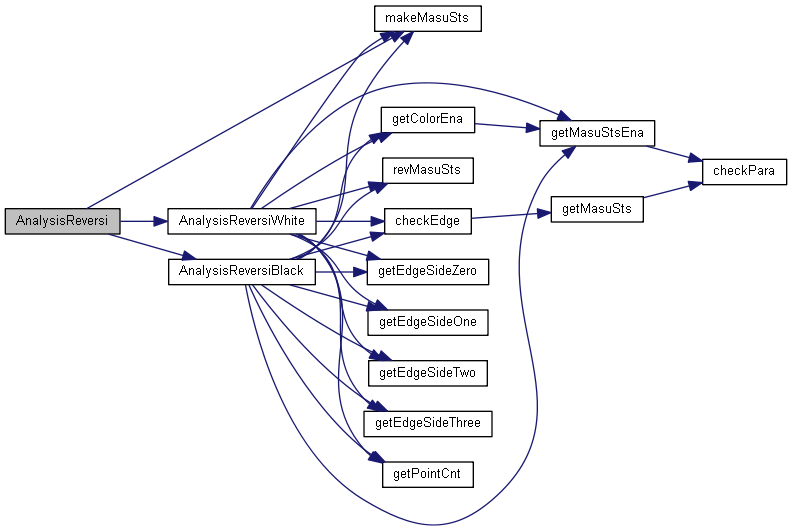 makeMasuSts
getColorEna
getMasuStsEna
revMasuSts
checkPara
AnalysisReversi
AnalysisReversiWhite
checkEdge
getMasuSts
AnalysisReversiBlack
getEdgeSideZero
getEdgeSideOne
getEdgeSideTwo
getEdgeSideThree
getPointCnt